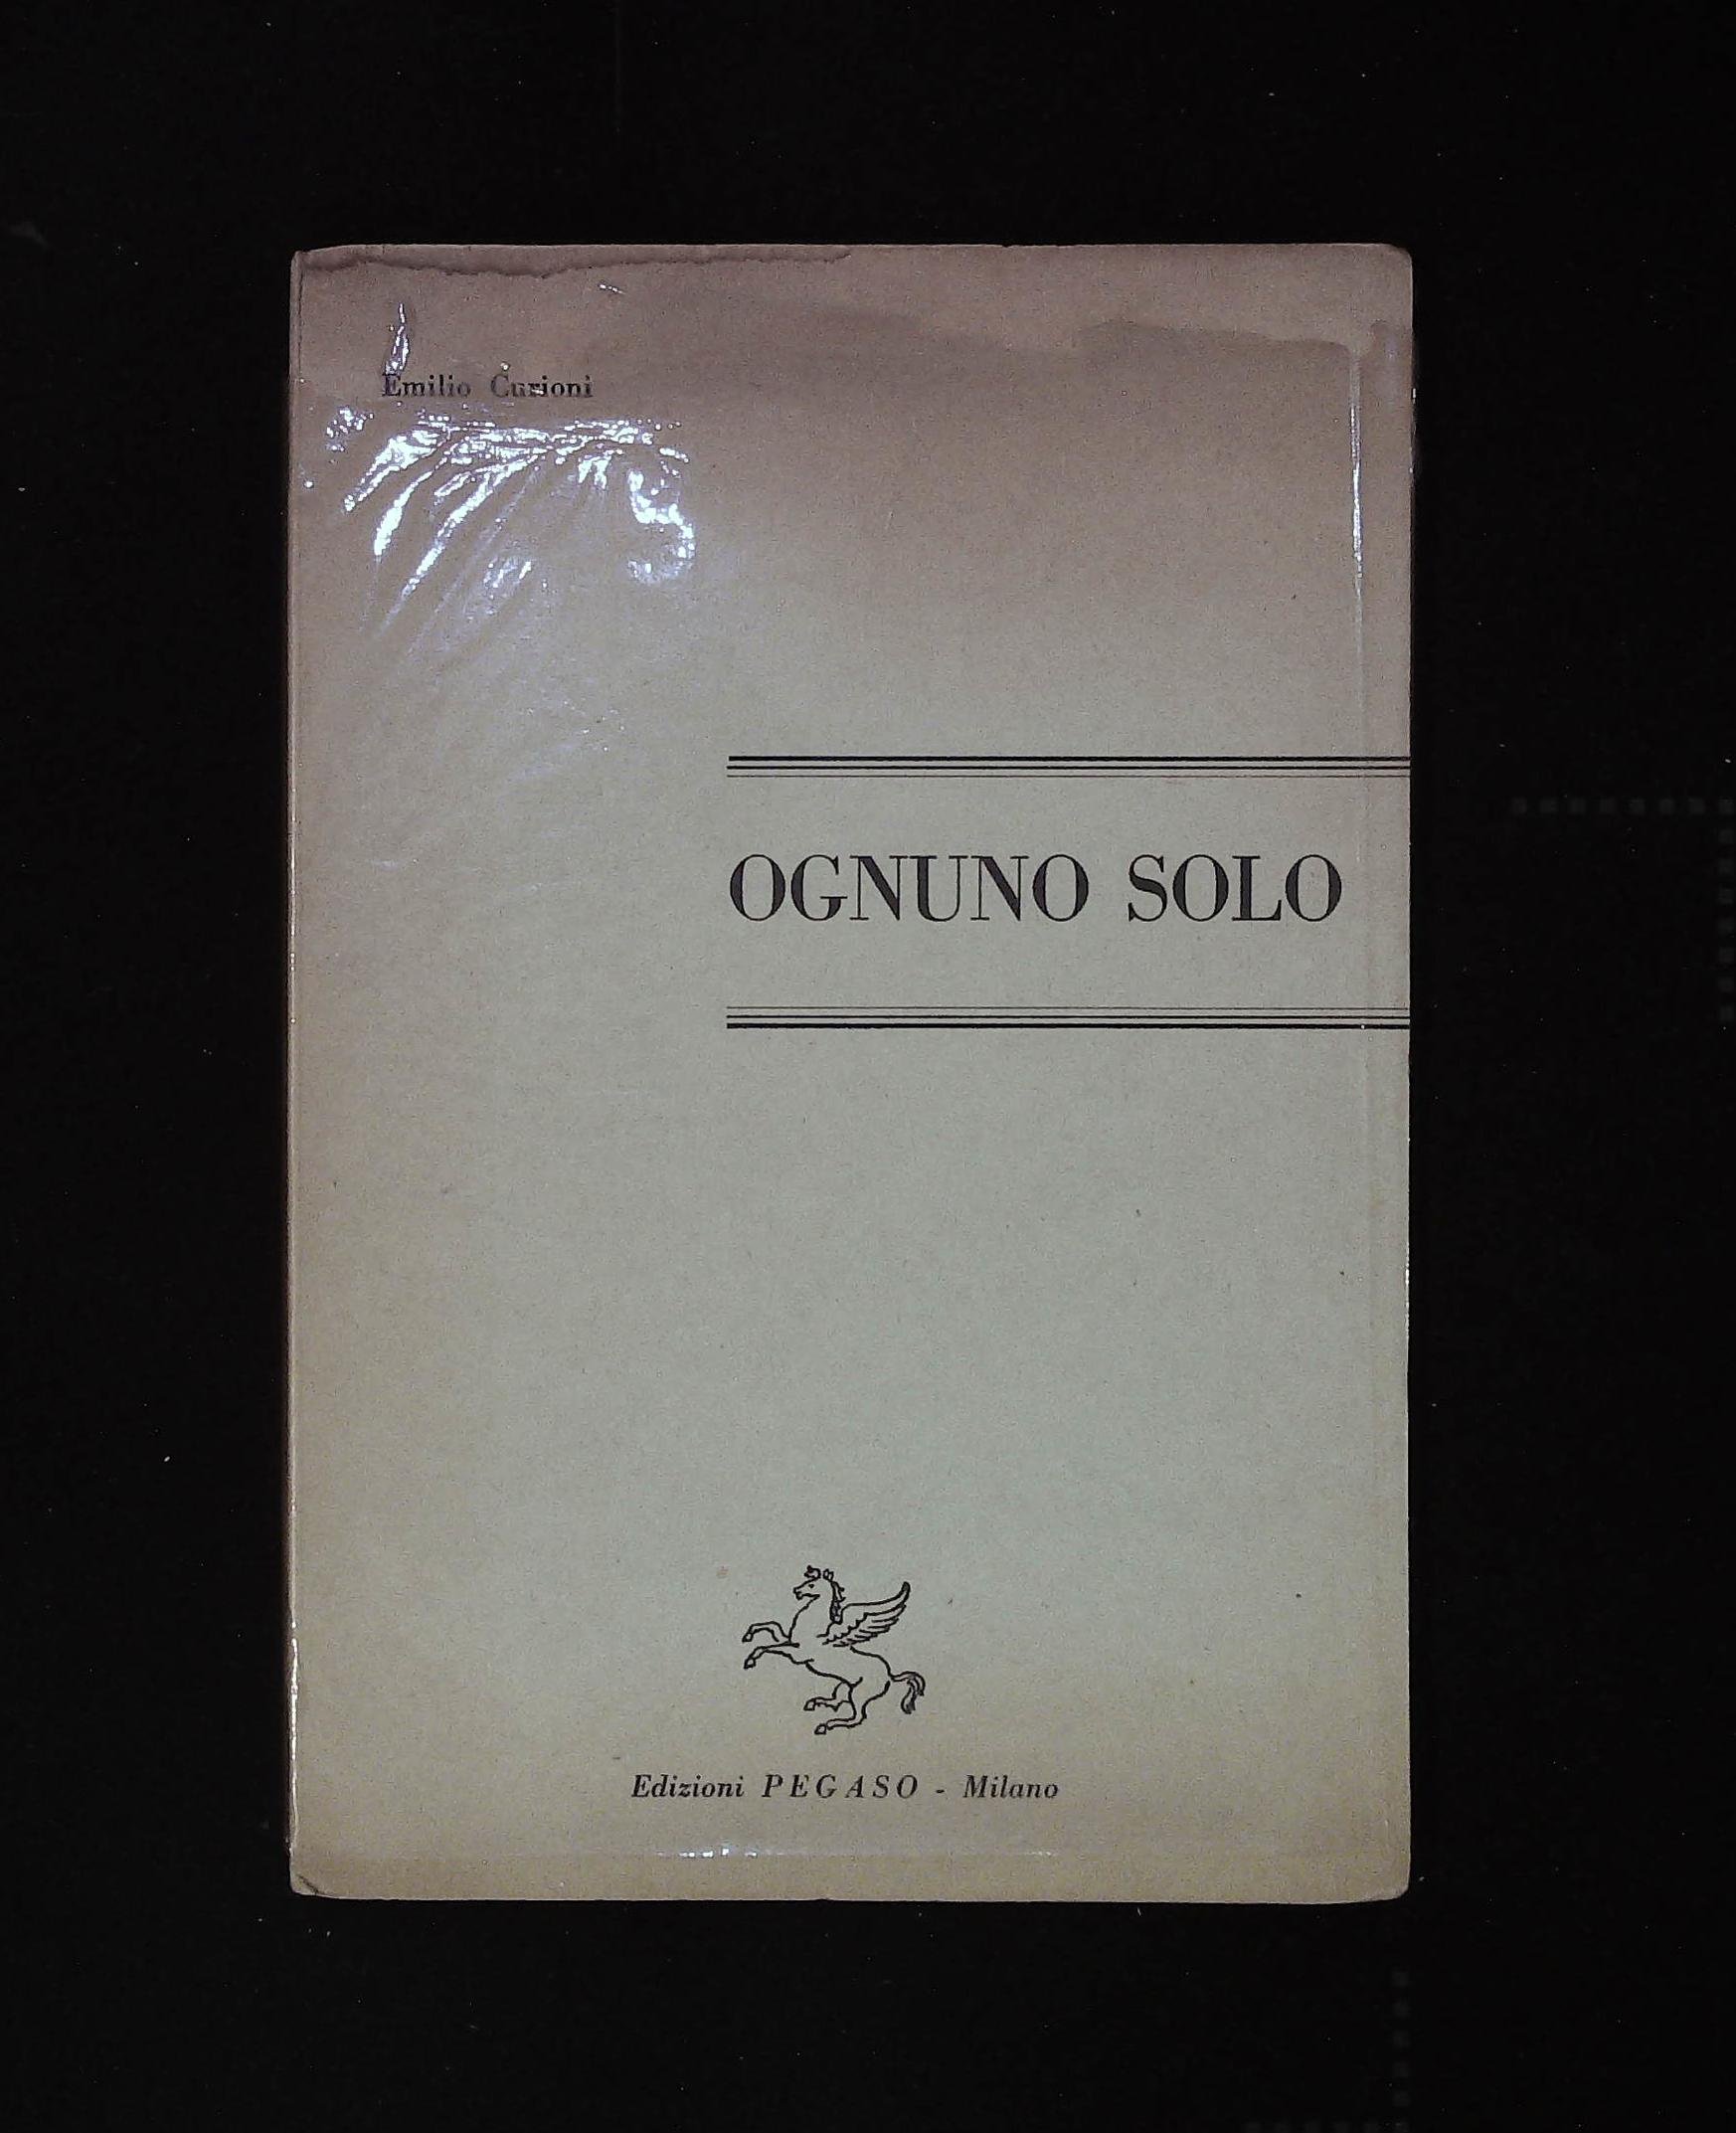 Emilio Curioni
OGNUNO SOLO
Edizioni PEGASO - Milano